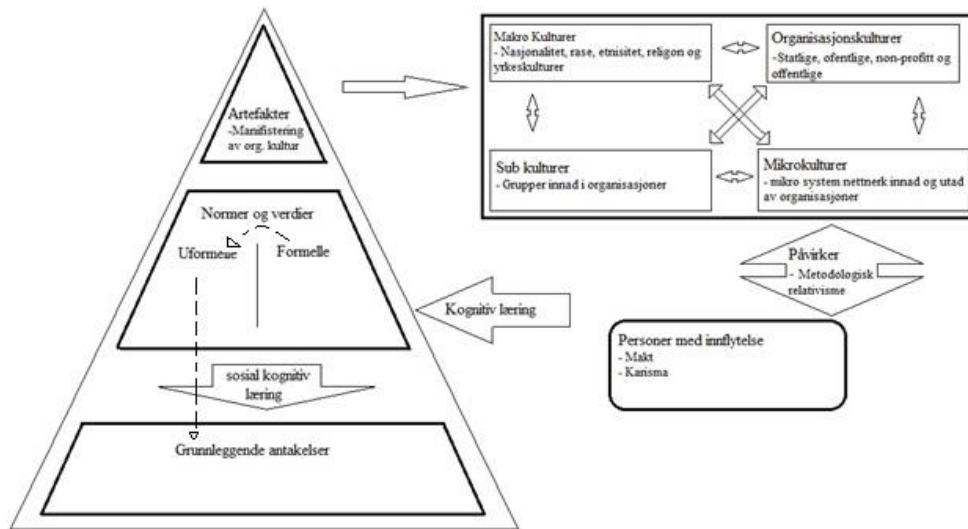 Artefakter
-Manifistering
av org. kultur
Normer og verdier
Uformelle
Formelle
sosial kognitiv
læring
Grunnleggende antakelser
Makro Kulturer
- Nasjonalitet, rase, etnisitet, religon og
yrkeskulturer
Organisasjonskulturer
-Statlige, ofentlige, non-profitt og
offentlige
Sub kulturer
- Grupper innad i organisasjoner
Mikrokulturer
- mikro system nettnerk innad og utad
av organisasjoner
Påvirker
- Metodologisk
relativisme
Kognitiv læring
Personer med innflytelse
- Makt
- Karisma